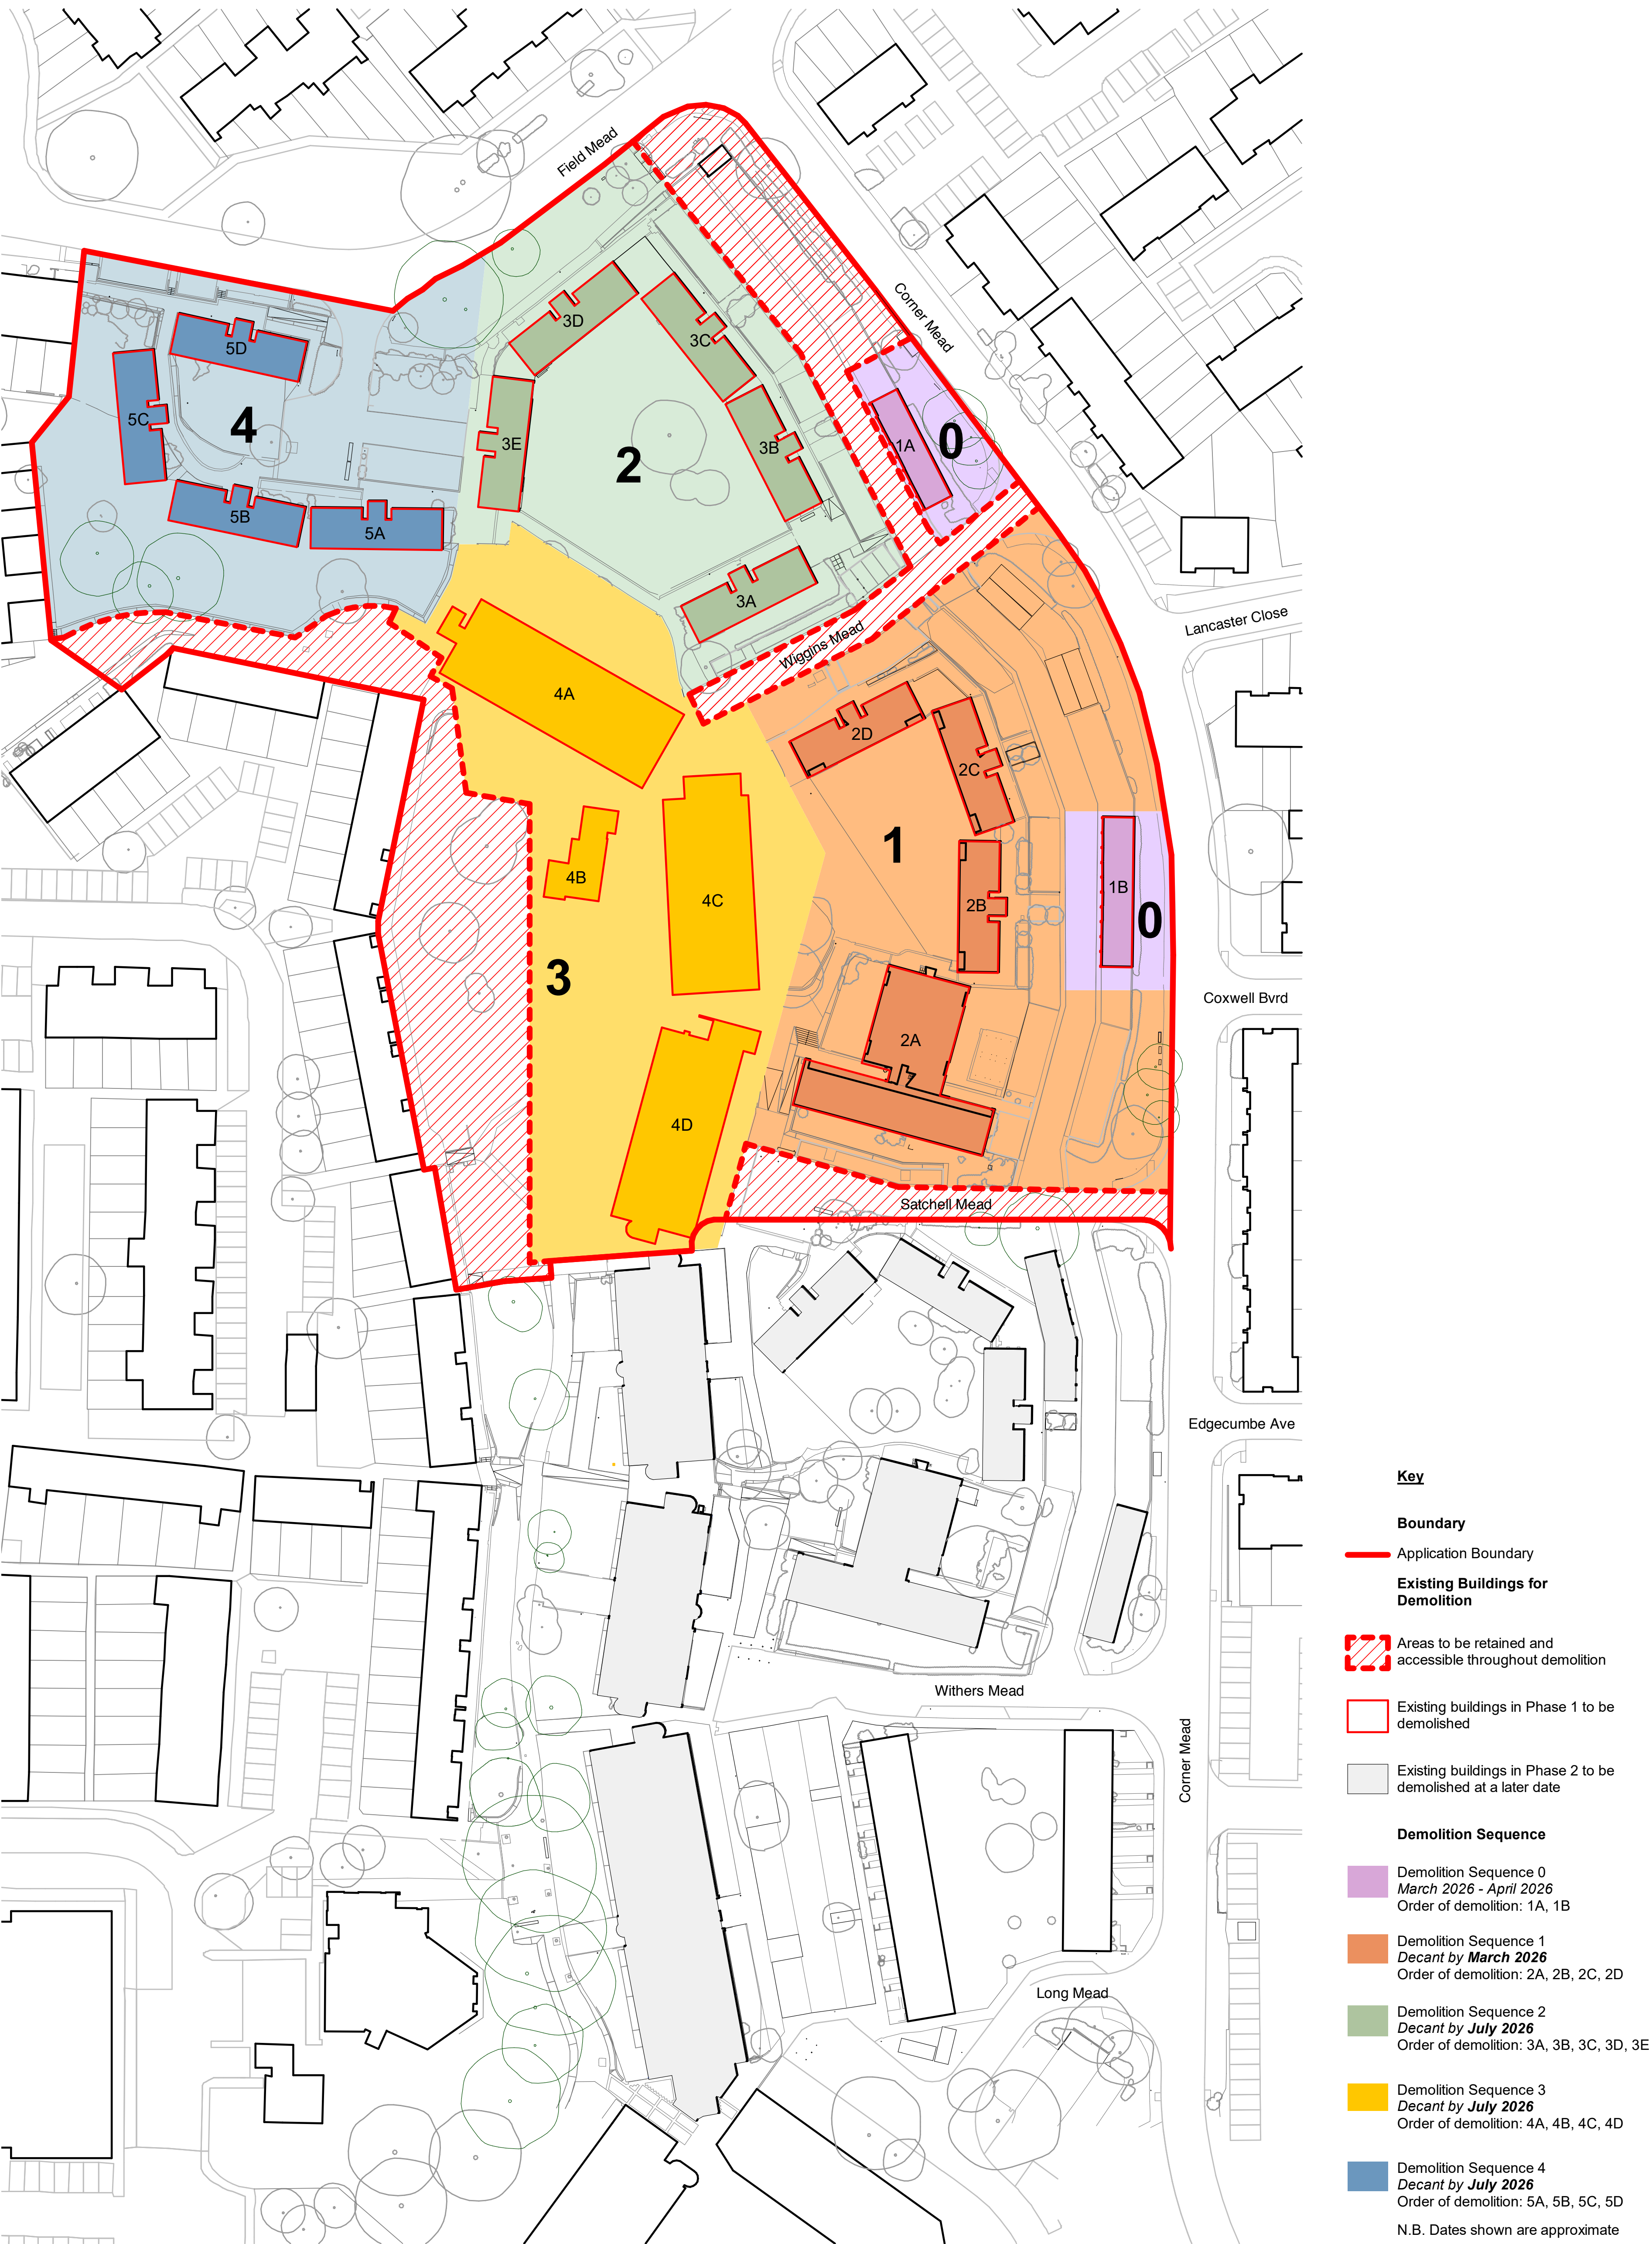 Field Mead
Corner Mead
5D
3D
3C
5C
4
3E
2
3B
1A
0
5B
5A
3A
Wiggins Mead
Lancaster Close
4A
2D
2C
1
4B
4C
2B
1B
0
3
Coxwell Bvrd
2A
4D
Satchell Mead
Edgecumbe Ave
Withers Mead
Corner Mead
Long Mead
Key
Boundary
Application Boundary
Existing Buildings for
Demolition
Areas to be retained and
accessible throughout demolition
Existing buildings in Phase 1 to be
demolished
Existing buildings in Phase 2 to be
demolished at a later date
Demolition Sequence
Demolition Sequence 0
March 2026 - April 2026
Order of demolition: 1A, 1B
Demolition Sequence 1
Decant by March 2026
Order of demolition: 2A, 2B, 2C, 2D
Demolition Sequence 2
Decant by July 2026
Order of demolition: 3A, 3B, 3C, 3D, 3E
Demolition Sequence 3
Decant by July 2026
Order of demolition: 4A, 4B, 4C, 4D
Demolition Sequence 4
Decant by July 2026
Order of demolition: 5A, 5B, 5C, 5D
N.B. Dates shown are approximate